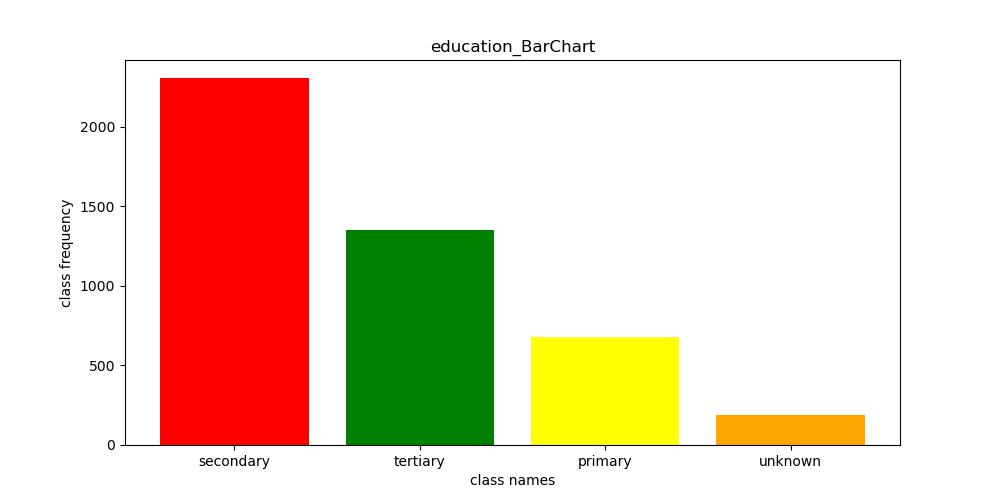 education_BarChart
2000
1500
1000
500
0
class frequency
secondary tertiary primary unknown
class names